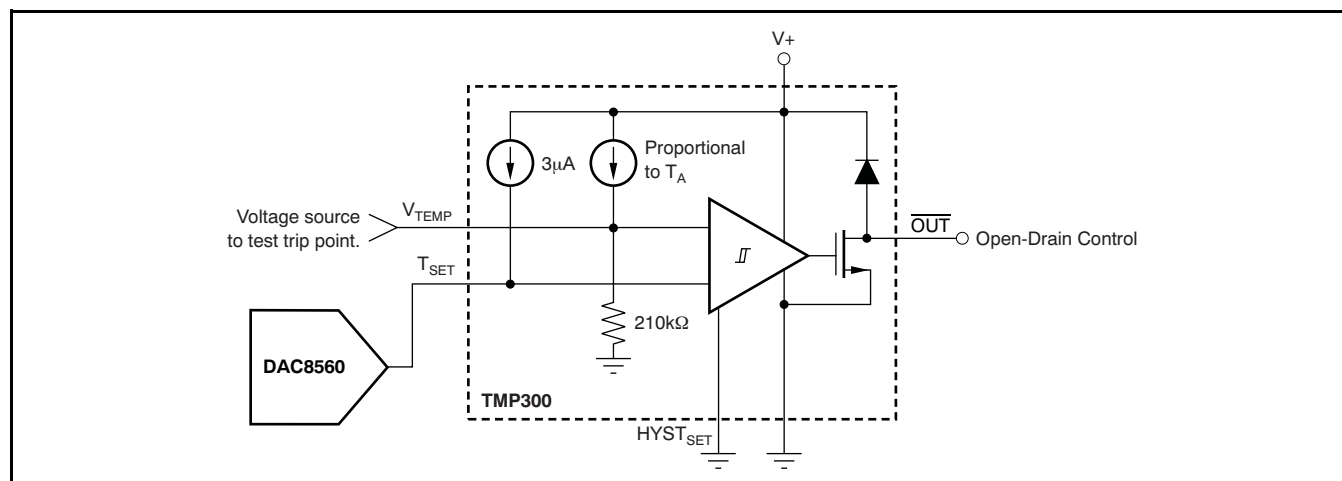 V+
3μA
Proportional
to TA
Voltage source
to test trip point.
VTEMP
TSET
OUT
Open-Drain Control
210kΩ
DAC8560
TMP300
HYSTSET